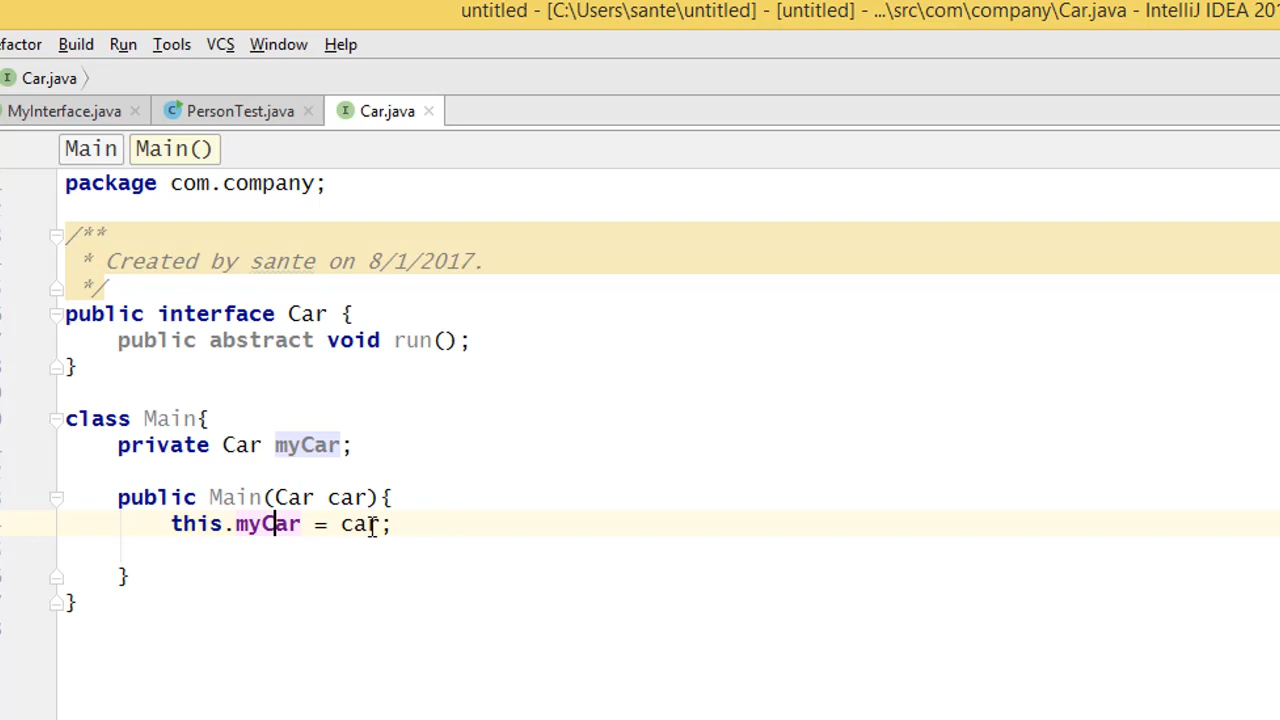 untitled - [C:\Users\sante\untitled] - [untitled] - ...\src\com\company\Car.java - IntelliJ IDEA 201
efactor Build Run Tools VCS Window Help
I Car.java
MyInterface.java × C PersonTest.java × I Car.java ×
Main Main()
package com.company;
/**
* Created by sante on 8/1/2017.
*/
public interface Car {
public abstract void run();
}
class Main{
private Car myCar;
public Main(Car car){
this.myCar = car;
}
}